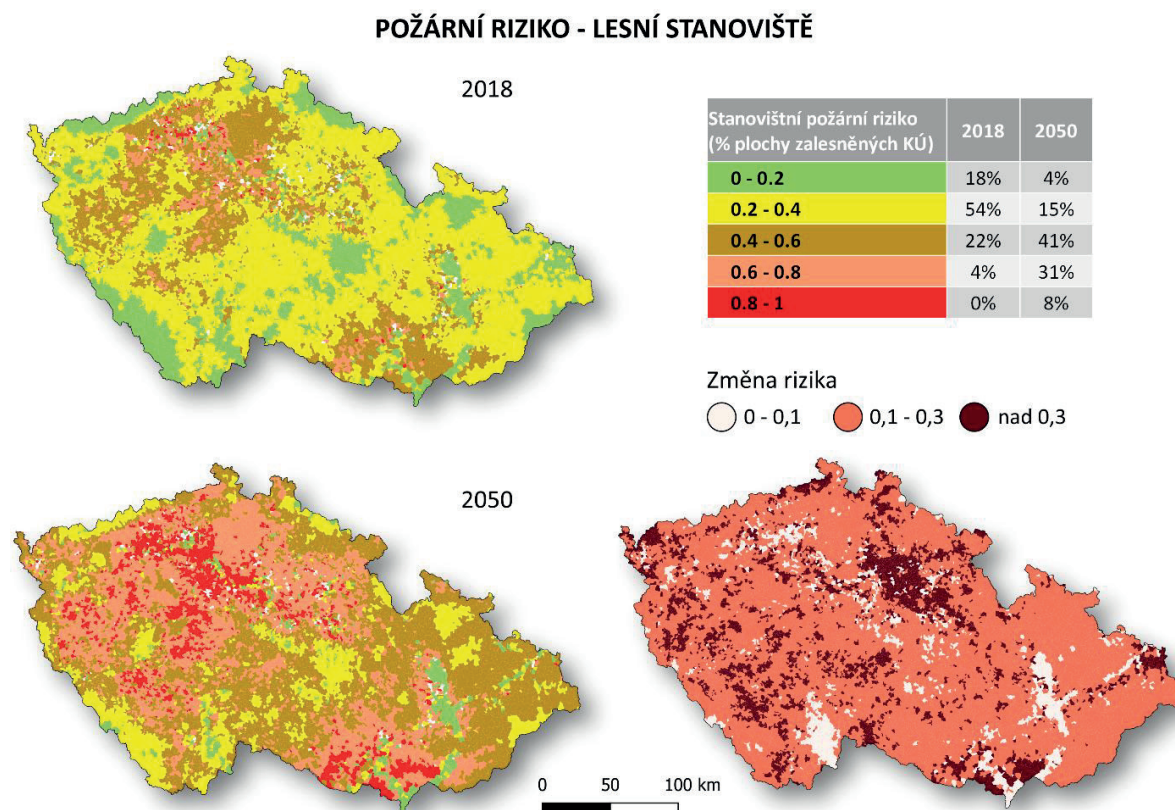 POŽÁRNÍ RIZIKO - LESNÍ STANOVIŠTĚ
2018
Stanovištní požární riziko
(% plochy zalesněných KÚ)
2018
2050
0 - 0.2
18%
4%
0.2 - 0.4
54%
15%
0.4 - 0.6
22%
41%
0.6 - 0.8
4%
31%
0.8 - 1
0%
8%
Změna rizika
0 - 0,1
0,1 - 0,3
nad 0,3
2050
0
50
100 km